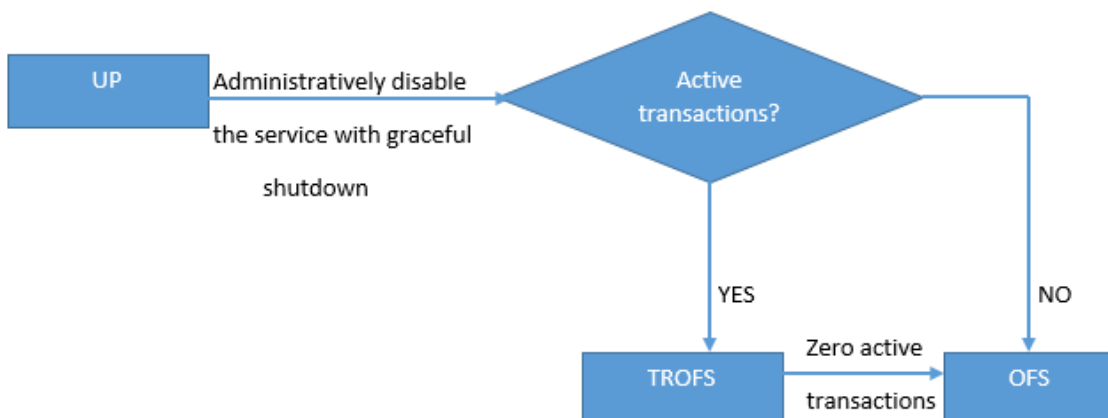 UP
Administratively disable
the service with graceful
shutdown
Active
transactions?
YES
NO
TROFS
Zero active
transactions
OFS